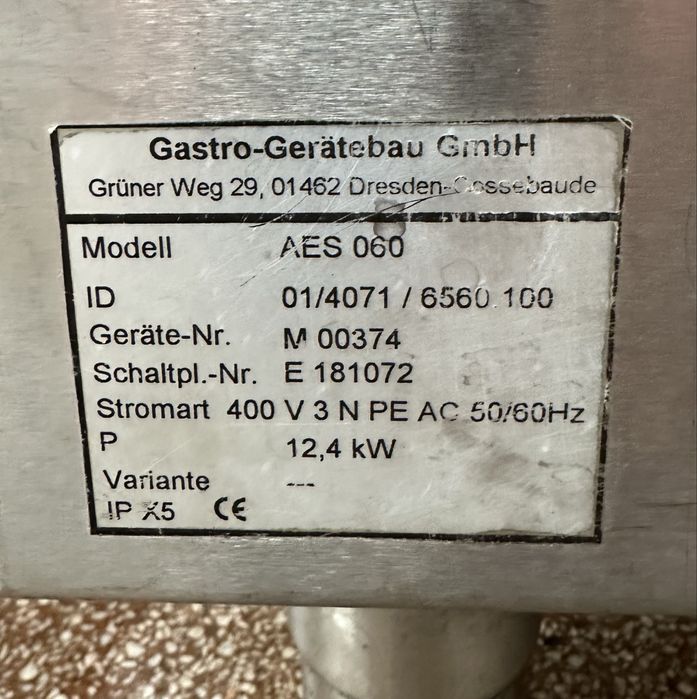 Gastro-Gerätebau GmbH
Grüner Weg 29, 01462 Dresden-Cossebaude
Modell AES 060
ID 01/4071 / 6560.100
Geräte-Nr. M 00374
Schaltpl.-Nr. E 181072
Stromart 400 V 3 N PE AC 50/60Hz
P 12,4 kW
Variante ---
IP X5 CE